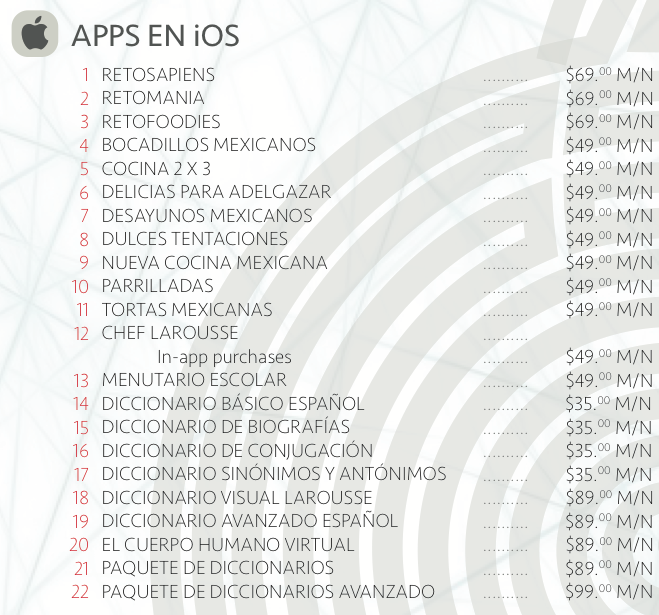 APPS EN iOS
1 RETOSAPIENS .......... $69.00 M/N
2 RETOMANIA .......... $69.00 M/N
3 RETOFOODIES .......... $69.00 M/N
4 BOCADILLOS MEXICANOS .......... $49.00 M/N
5 COCINA 2 X 3 .......... $49.00 M/N
6 DELICIAS PARA ADELGAZAR .......... $49.00 M/N
7 DESAYUNOS MEXICANOS .......... $49.00 M/N
8 DULCES TENTACIONES .......... $49.00 M/N
9 NUEVA COCINA MEXICANA .......... $49.00 M/N
10 PARRILLADAS .......... $49.00 M/N
11 TORTAS MEXICANAS .......... $49.00 M/N
12 CHEF LAROUSSE ..........
In-app purchases .......... $49.00 M/N
13 MENUTARIO ESCOLAR .......... $49.00 M/N
14 DICCIONARIO BÁSICO ESPAÑOL .......... $35.00 M/N
15 DICCIONARIO DE BIOGRAFÍAS .......... $35.00 M/N
16 DICCIONARIO DE CONJUGACIÓN .......... $35.00 M/N
17 DICCIONARIO SINÓNIMOS Y ANTÓNIMOS .......... $35.00 M/N
18 DICCIONARIO VISUAL LAROUSSE .......... $89.00 M/N
19 DICCIONARIO AVANZADO ESPAÑOL .......... $89.00 M/N
20 EL CUERPO HUMANO VIRTUAL .......... $89.00 M/N
21 PAQUETE DE DICCIONARIOS .......... $89.00 M/N
22 PAQUETE DE DICCIONARIOS AVANZADO .......... $99.00 M/N